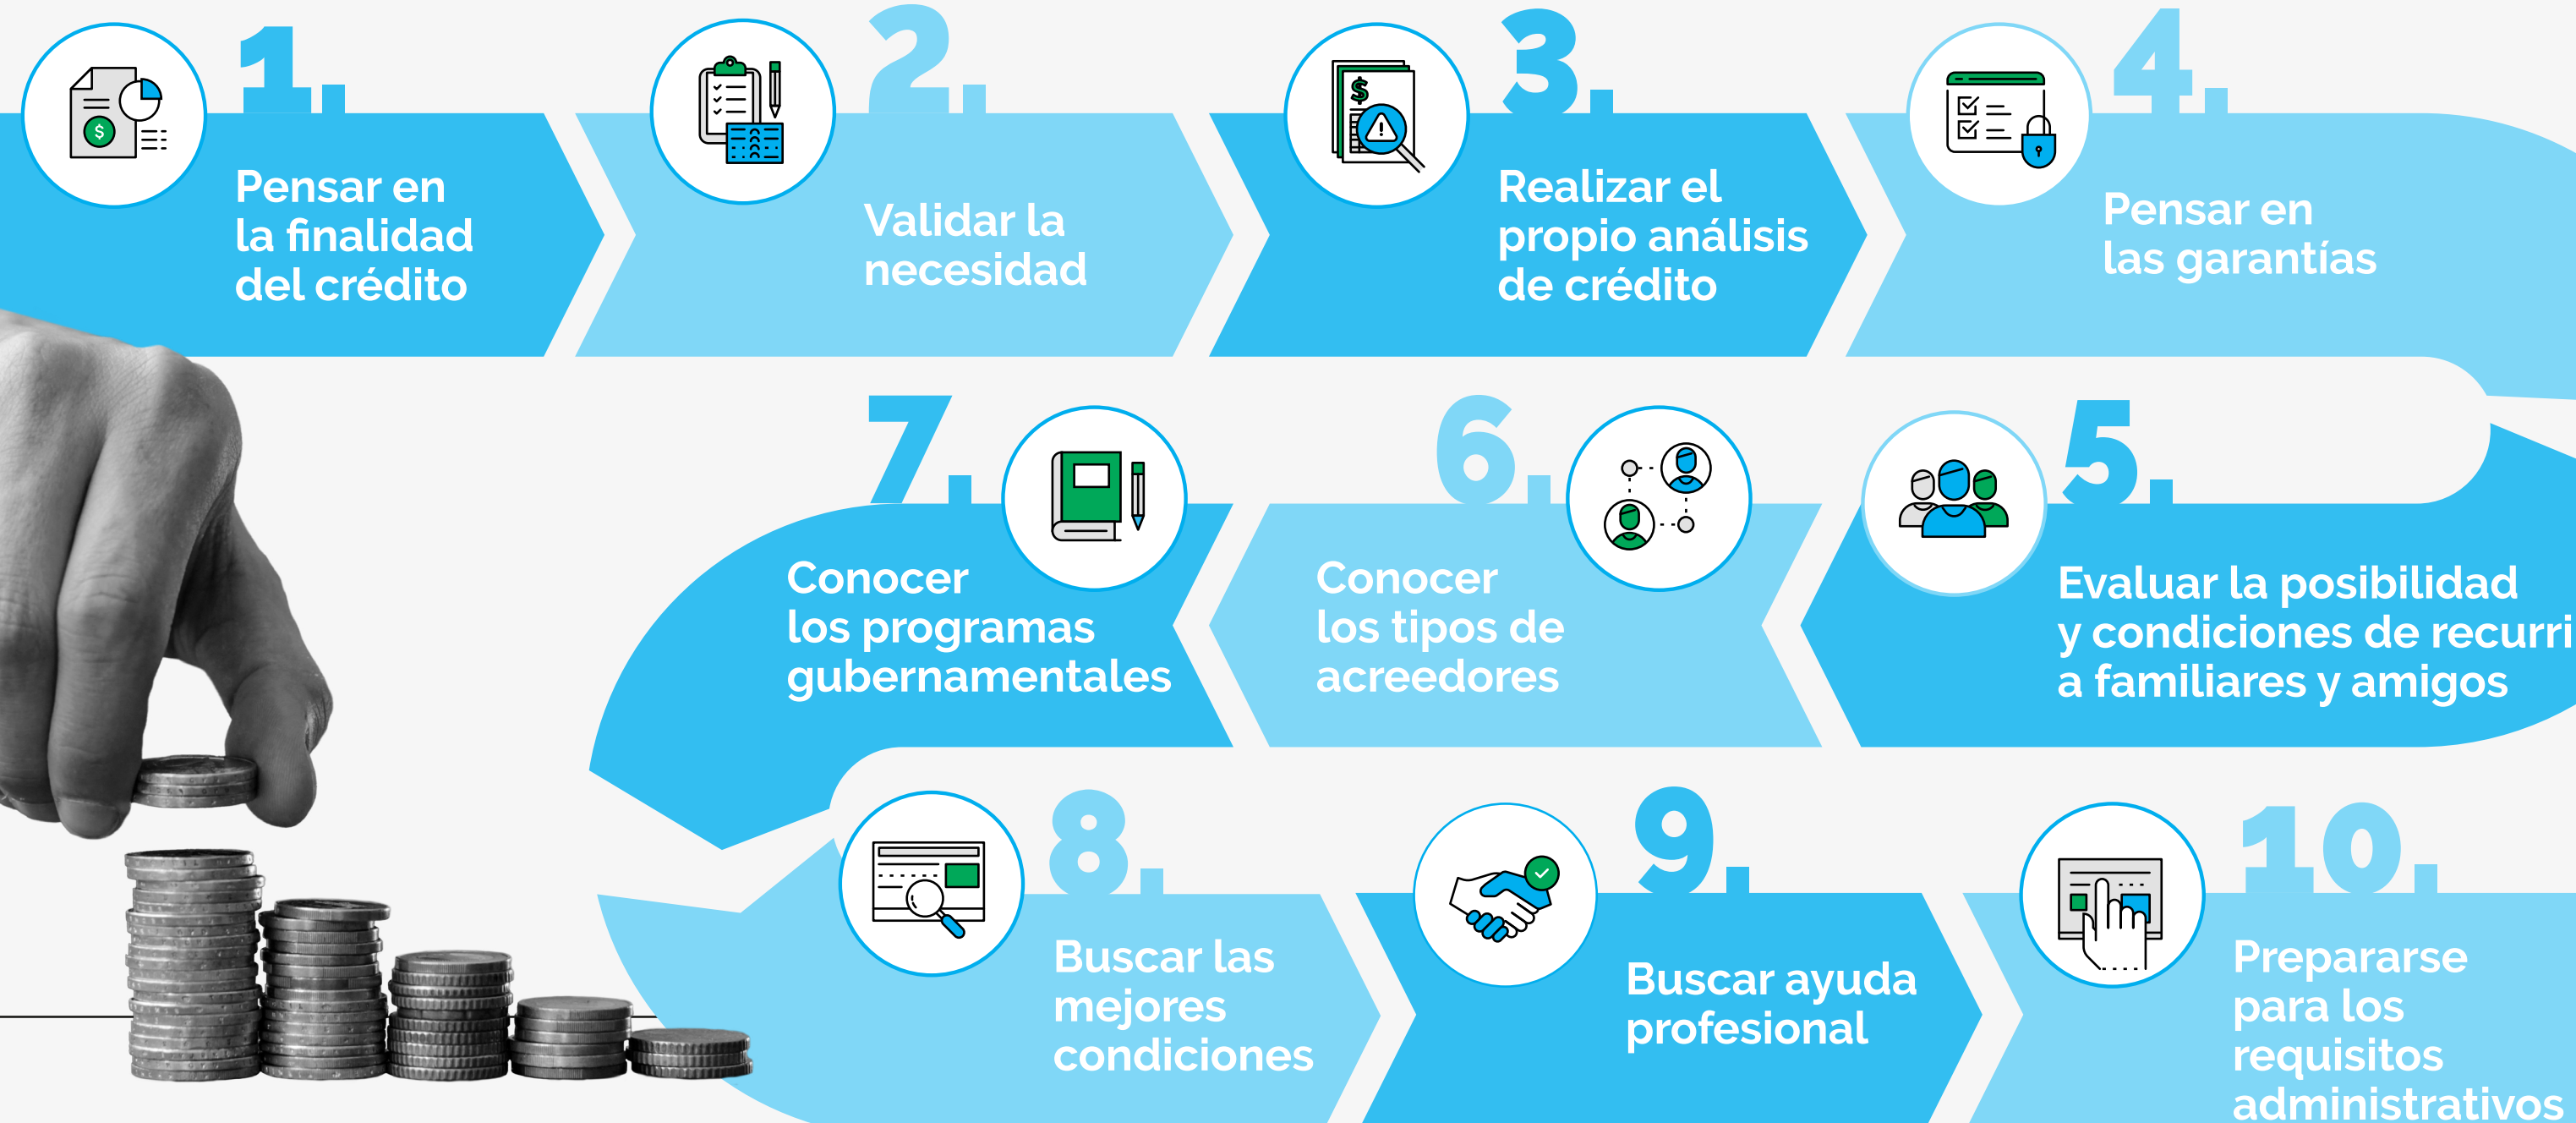 1.
Pensar en
la finalidad
del crédito
2.
Validar la
necesidad
3.
Realizar el
propio análisis
de crédito
4.
Pensar en
las garantías
5.
Evaluar la posibilidad
y condiciones de recurri
a familiares y amigos
6.
Conocer
los tipos de
acreedores
7.
Conocer
los programas
gubernamentales
8.
Buscar las
mejores
condiciones
9.
Buscar ayuda
profesional
10.
Prepararse
para los
requisitos
administrativos